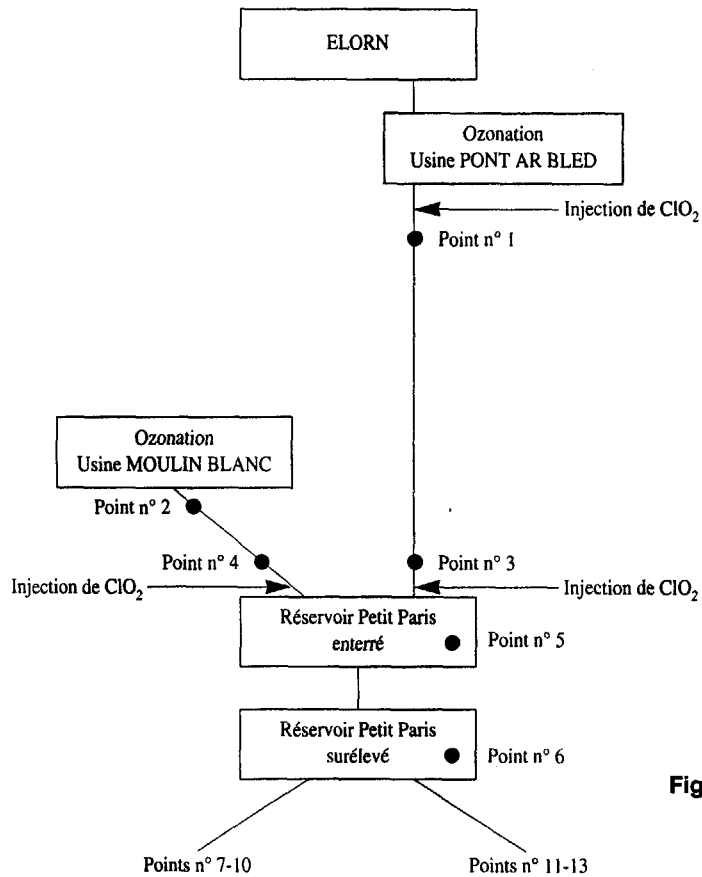 ELORN
Ozonation
Usine PONT AR BLED
Injection de ClO₂
Point n° 1
Ozonation
Usine MOULIN BLANC
Point n° 2
Point n° 4
Point n° 3
Injection de ClO₂
Injection de ClO₂
Réservoir Petit Paris
enterré
Point n° 5
Réservoir Petit Paris
surélevé
Point n° 6
Fig
Points n° 7-10
Points n° 11-13